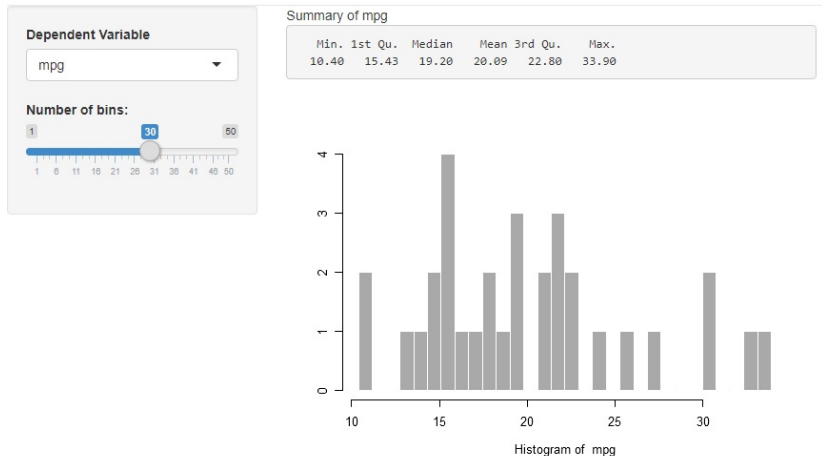 Dependent Variable
mpg
Number of bins:
1 30 50
1 6 11 16 21 26 31 36 41 46 50
Summary of mpg
Min. 1st Qu. Median Mean 3rd Qu. Max.
10.40 15.43 19.20 20.09 22.80 33.90
4
3
2
1
0
10 15 20 25 30
Histogram of mpg